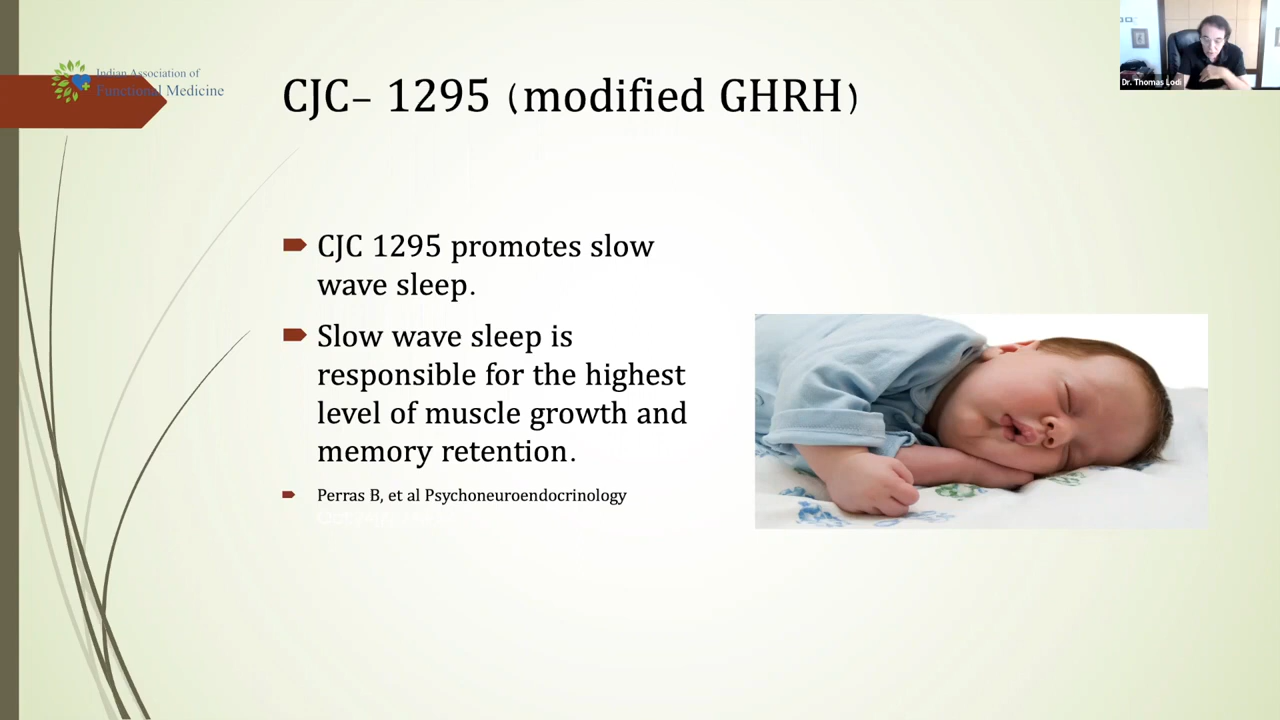 Indian Association of
Functional Medicine
CJC– 1295 (modified GHRH)
Dr. Thomas Lodi
CJC 1295 promotes slow
wave sleep.
Slow wave sleep is
responsible for the highest
level of muscle growth and
memory retention.
Perras B, et al Psychoneuroendocrinology